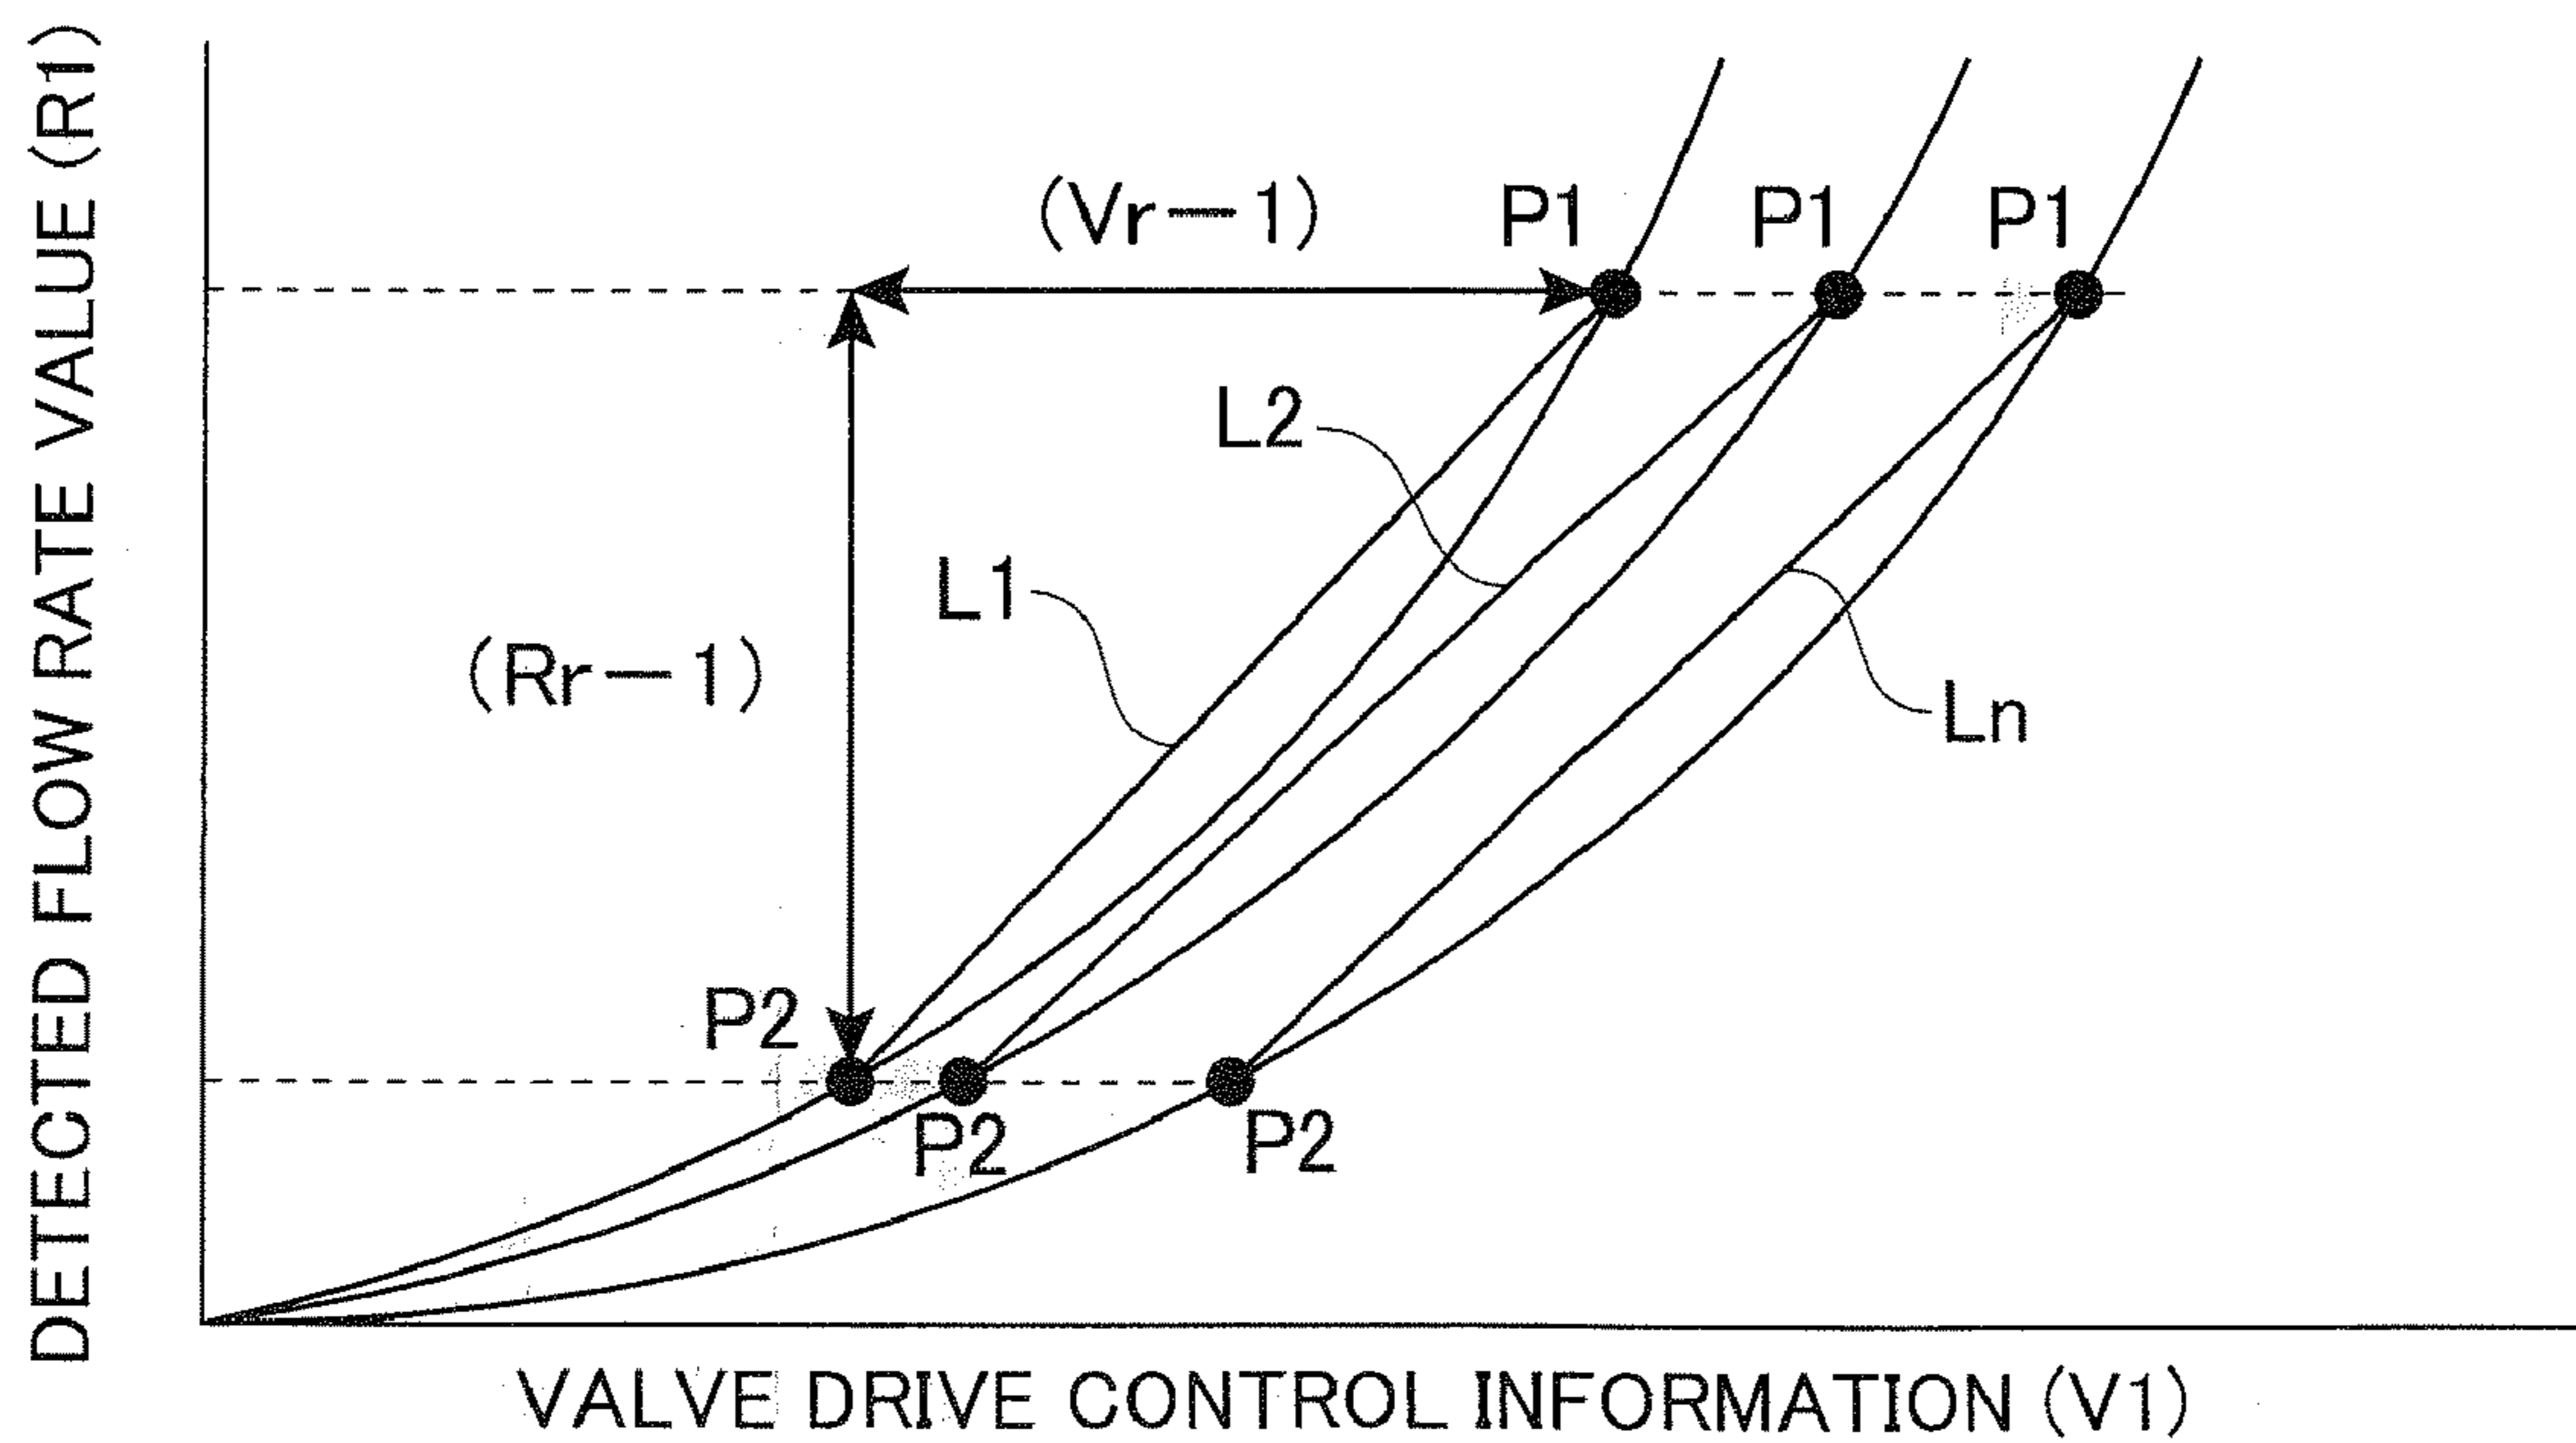 DETECTED FLOW RATE VALUE (R1)
(Vr−1)
P1
P1
P1
L2
L1
(Rr−1)
Ln
P2
P2
P2
VALVE DRIVE CONTROL INFORMATION (V1)